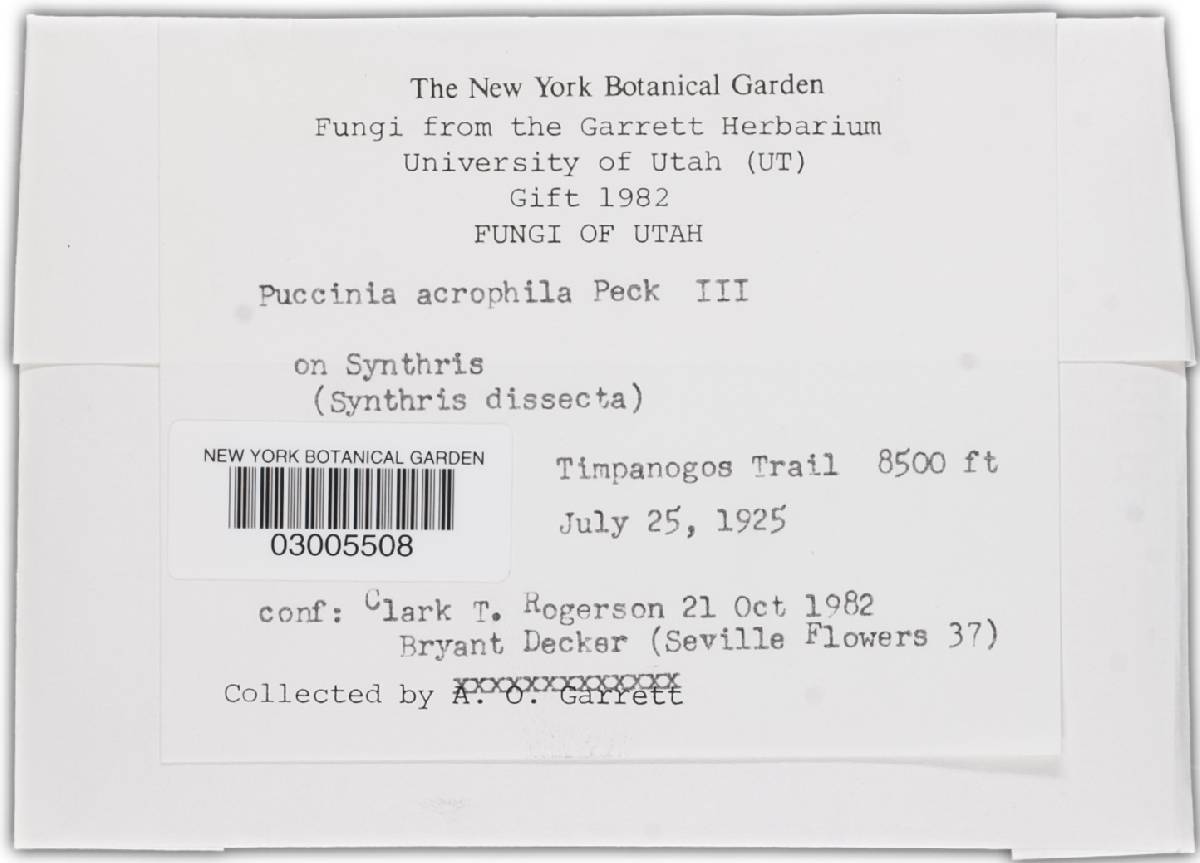 The New York Botanical Garden
Fungi from the Garrett Herbarium
University of Utah (UT)
Gift 1982
FUNGI OF UTAH
Puccinia acrophila Peck III
on Synthris
(Synthris dissecta)
NEW YORK BOTANICAL GARDEN
03005508
Timpanogos Trail 8500 ft
July 25, 1925
conf: Clark T. Rogerson 21 Oct 1982
Bryant Decker (Seville Flowers 37)
Collected by A. O. Garrett